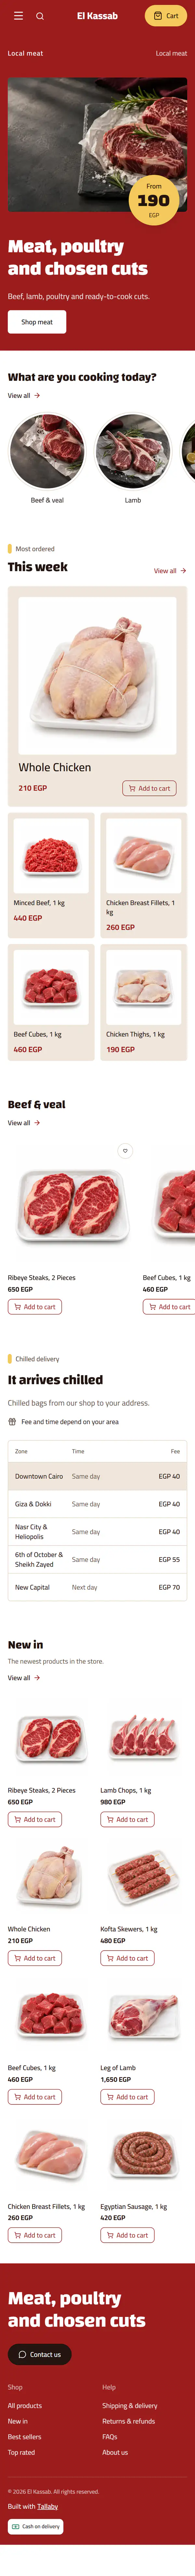 El Kassab
Cart
Local meat
Local meat
From
190
EGP
Meat, poultry
and chosen cuts
Beef, lamb, poultry and ready-to-cook cuts.
Shop meat
What are you cooking today?
View all
Beef & veal
Lamb
Most ordered
This week
View all
Whole Chicken
210 EGP
Add to cart
Minced Beef, 1 kg
440 EGP
Chicken Breast Fillets, 1
kg
260 EGP
Beef Cubes, 1 kg
460 EGP
Chicken Thighs, 1 kg
190 EGP
Beef & veal
View all
Ribeye Steaks, 2 Pieces
650 EGP
Add to cart
Beef Cubes, 1 kg
460 EGP
Add to cart
Chilled delivery
It arrives chilled
Chilled bags from our shop to your address.
Fee and time depend on your area
Zone Time Fee
Downtown Cairo Same day EGP 40
Giza & Dokki Same day EGP 40
Nasr City &
Heliopolis Same day EGP 40
6th of October &
Sheikh Zayed Same day EGP 55
New Capital Next day EGP 70
New in
The newest products in the store.
View all
Ribeye Steaks, 2 Pieces
650 EGP
Add to cart
Lamb Chops, 1 kg
980 EGP
Add to cart
Whole Chicken
210 EGP
Add to cart
Kofta Skewers, 1 kg
480 EGP
Add to cart
Beef Cubes, 1 kg
460 EGP
Add to cart
Leg of Lamb
1,650 EGP
Add to cart
Chicken Breast Fillets, 1 kg
260 EGP
Add to cart
Egyptian Sausage, 1 kg
420 EGP
Add to cart
Meat, poultry
and chosen cuts
Contact us
Shop
All products
New in
Best sellers
Top rated
Help
Shipping & delivery
Returns & refunds
FAQs
About us
© 2026 El Kassab. All rights reserved.
Built with Tallaby
Cash on delivery